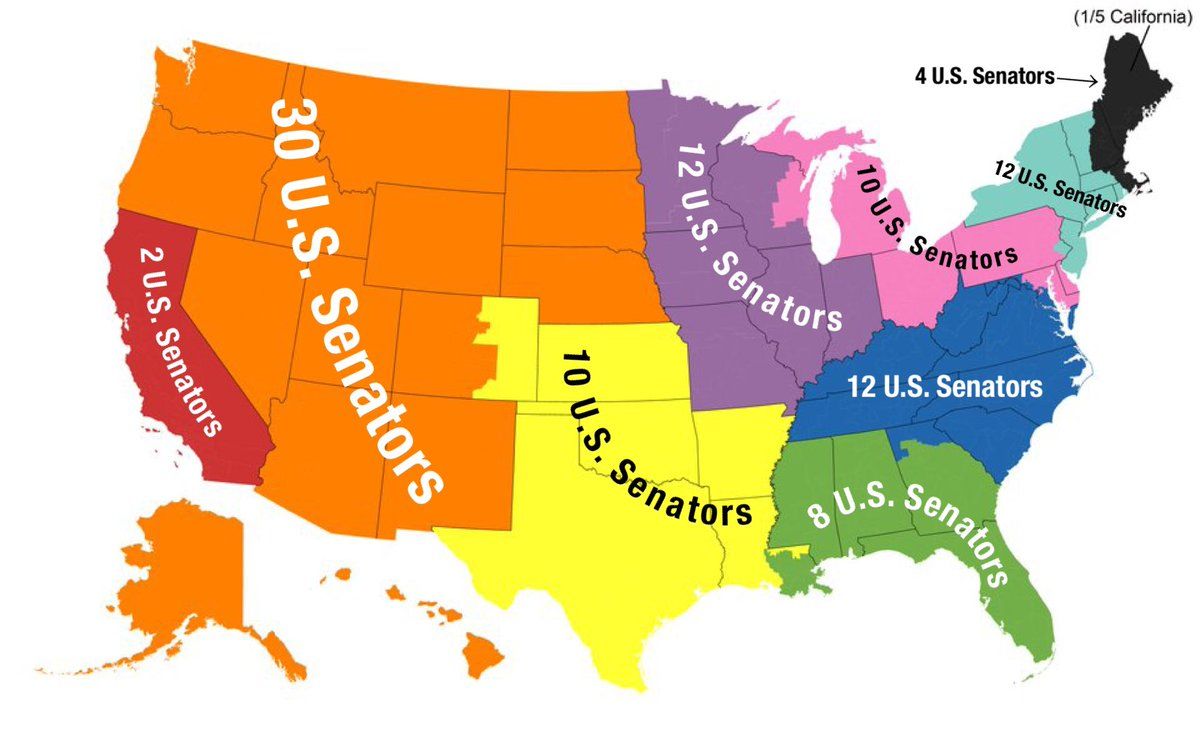 (1/5 California)
4 U.S. Senators
30 U.S. Senators
12 U.S. Senators
10 U.S. Senators
12 U.S. Senators
2 U.S. Senators
10 U.S. Senators
12 U.S. Senators
8 U.S. Senators